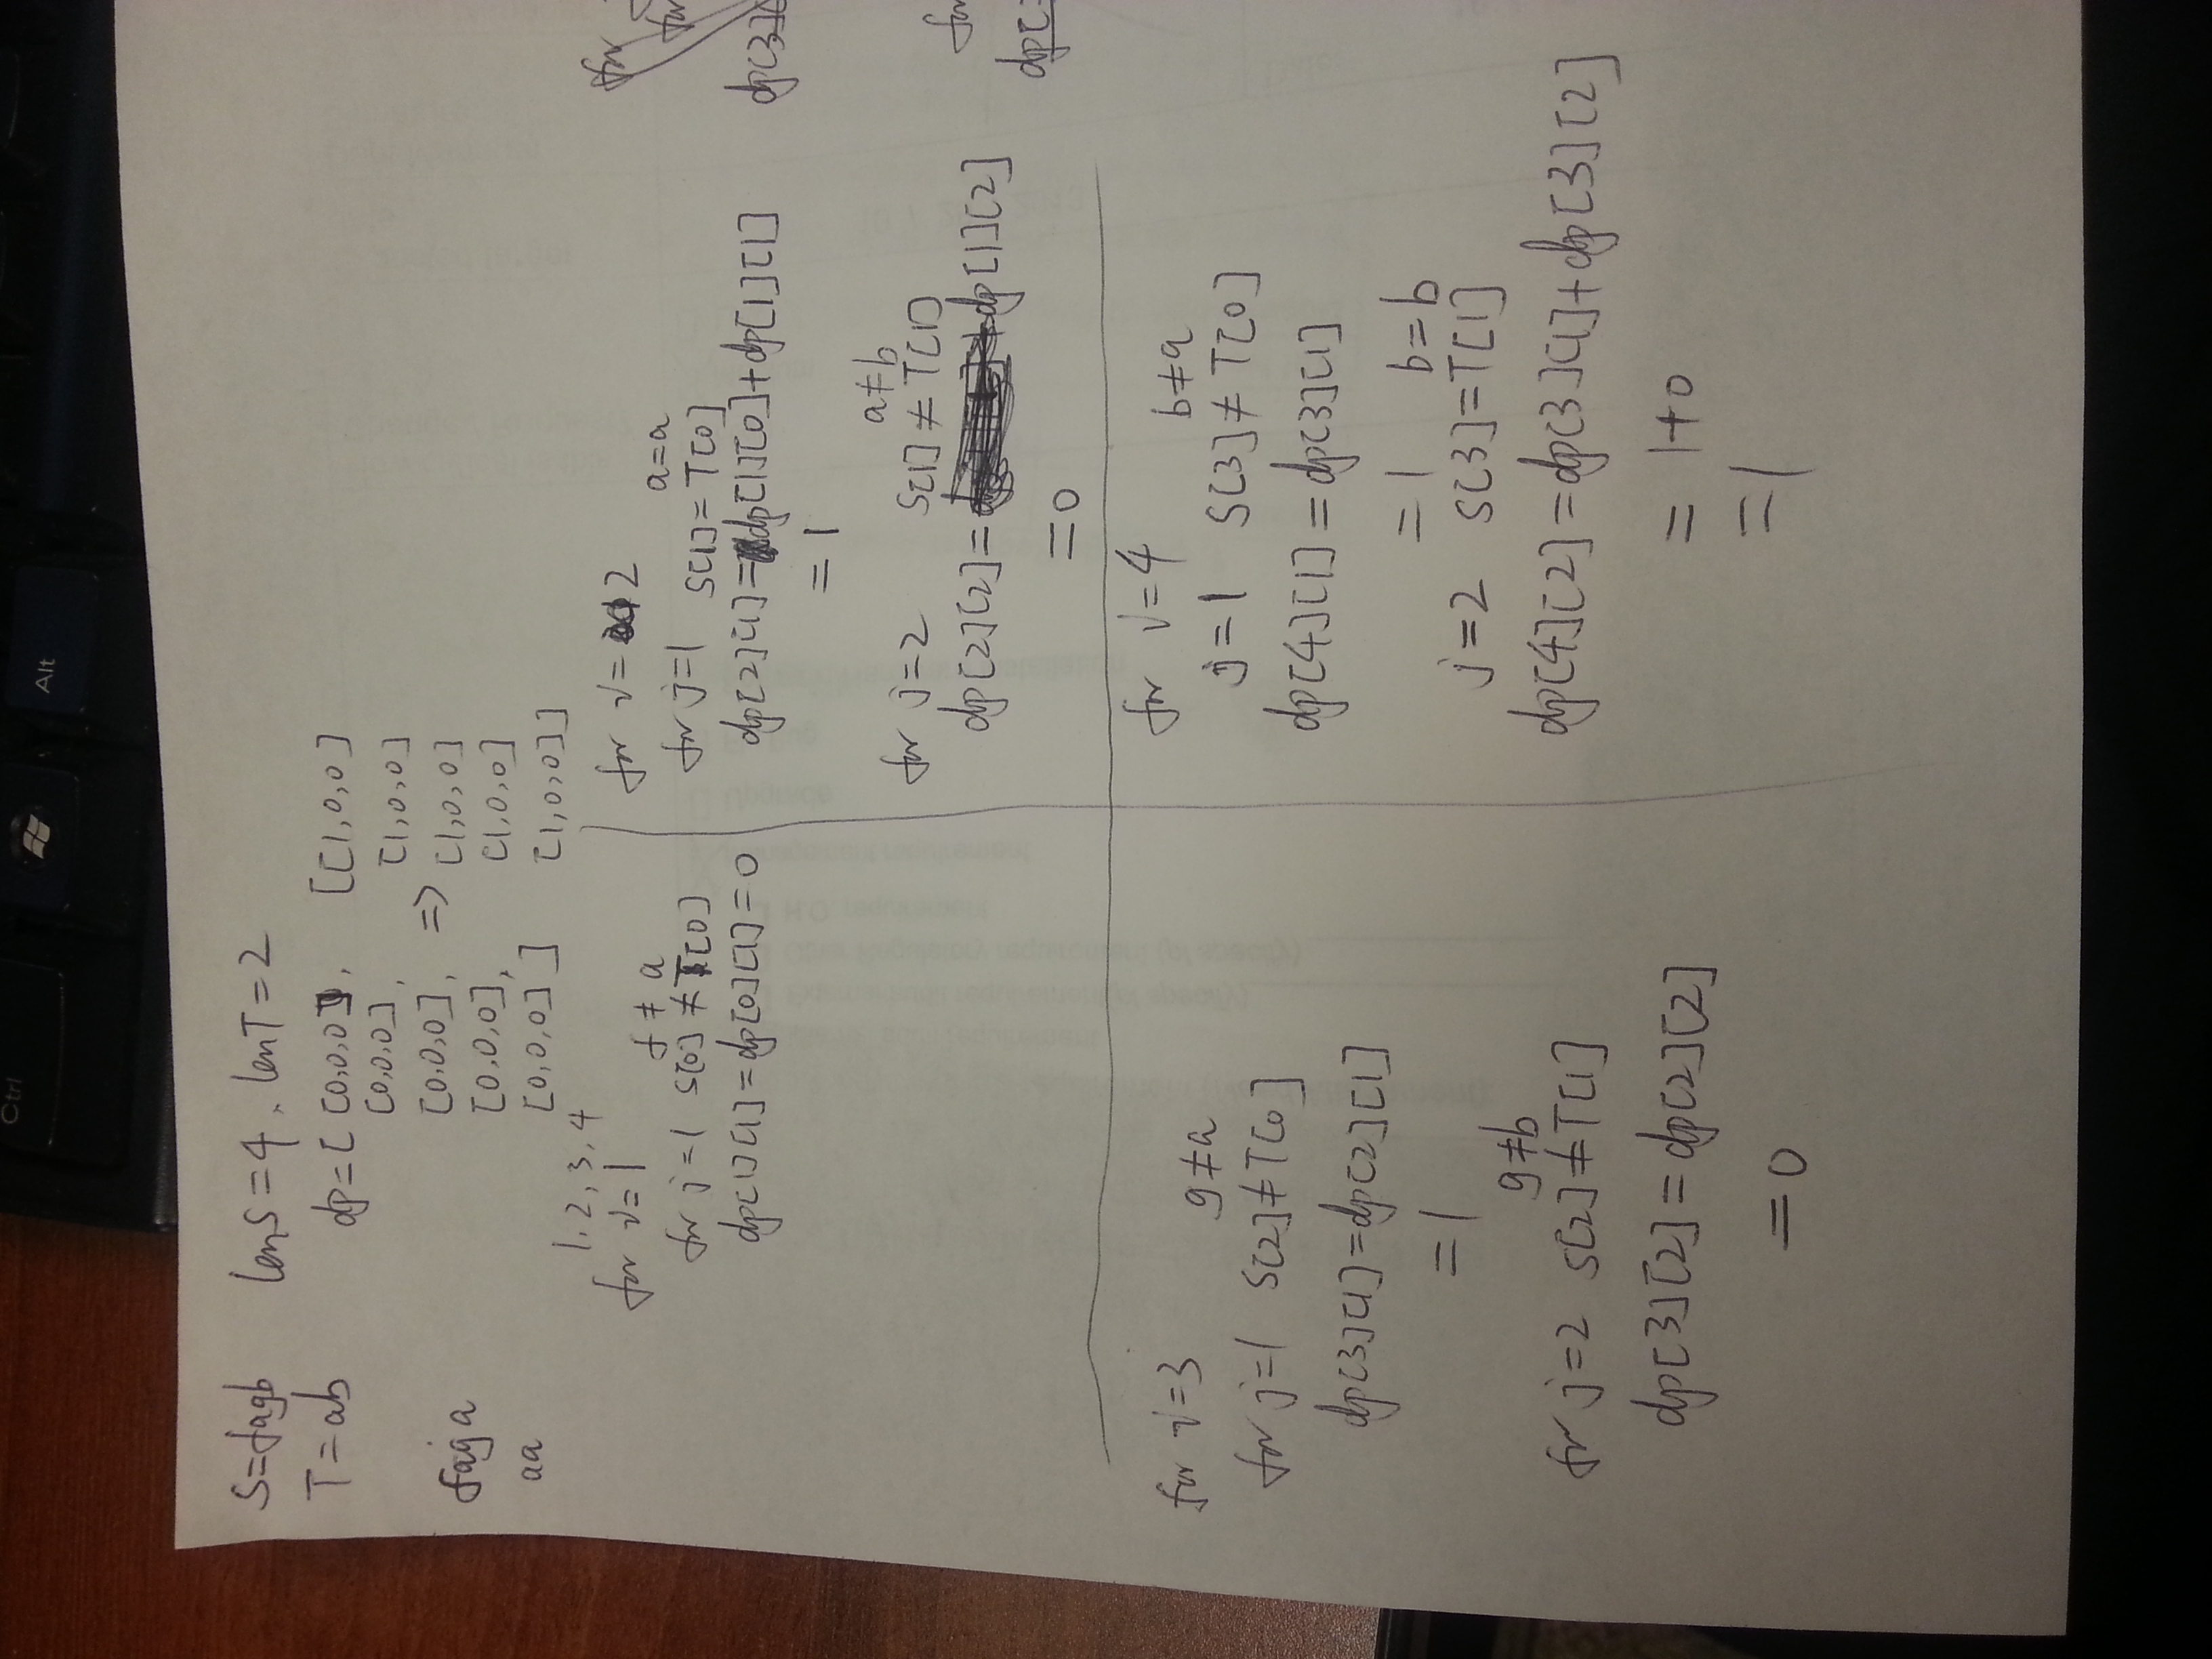 Ctrl
Alt
S=fagb lenS=4, lenT=2
T=ab dp=[ [0,0,0], [[1,0,0]
[0,0,0], [1,0,0]
[0,0,0], => [1,0,0]
faga
[0,0,0], [1,0,0]
aa
[0,0,0] ] [1,0,0]]
1, 2, 3, 4
for i=1
f ≠ a
for j=1 S[0] ≠ T[0]
dp[1][1]=dp[0][1]=0
for i= 2
a=a
for j=1 S[1]=T[0]
dp[2][1]=dp[1][0]+dp[1][1]
=1
a≠b
for j=2 S[1] ≠ T[1]
dp[2][2]= dp[1][2]
=0
for i=3
g≠a
for j=1 S[2]≠T[0]
dp[3][1]=dp[2][1]
=1
g≠b
for j=2 S[2]≠T[1]
dp[3][2]=dp[2][2]
=0
for i=4
b≠a
j=1 S[3]≠T[0]
dp[4][1]=dp[3][1]
=1 b=b
j=2 S[3]=T[1]
dp[4][2]=dp[3][1]+dp[3][2]
= 1+0
=1
for
for
dp[3]
for
dp[